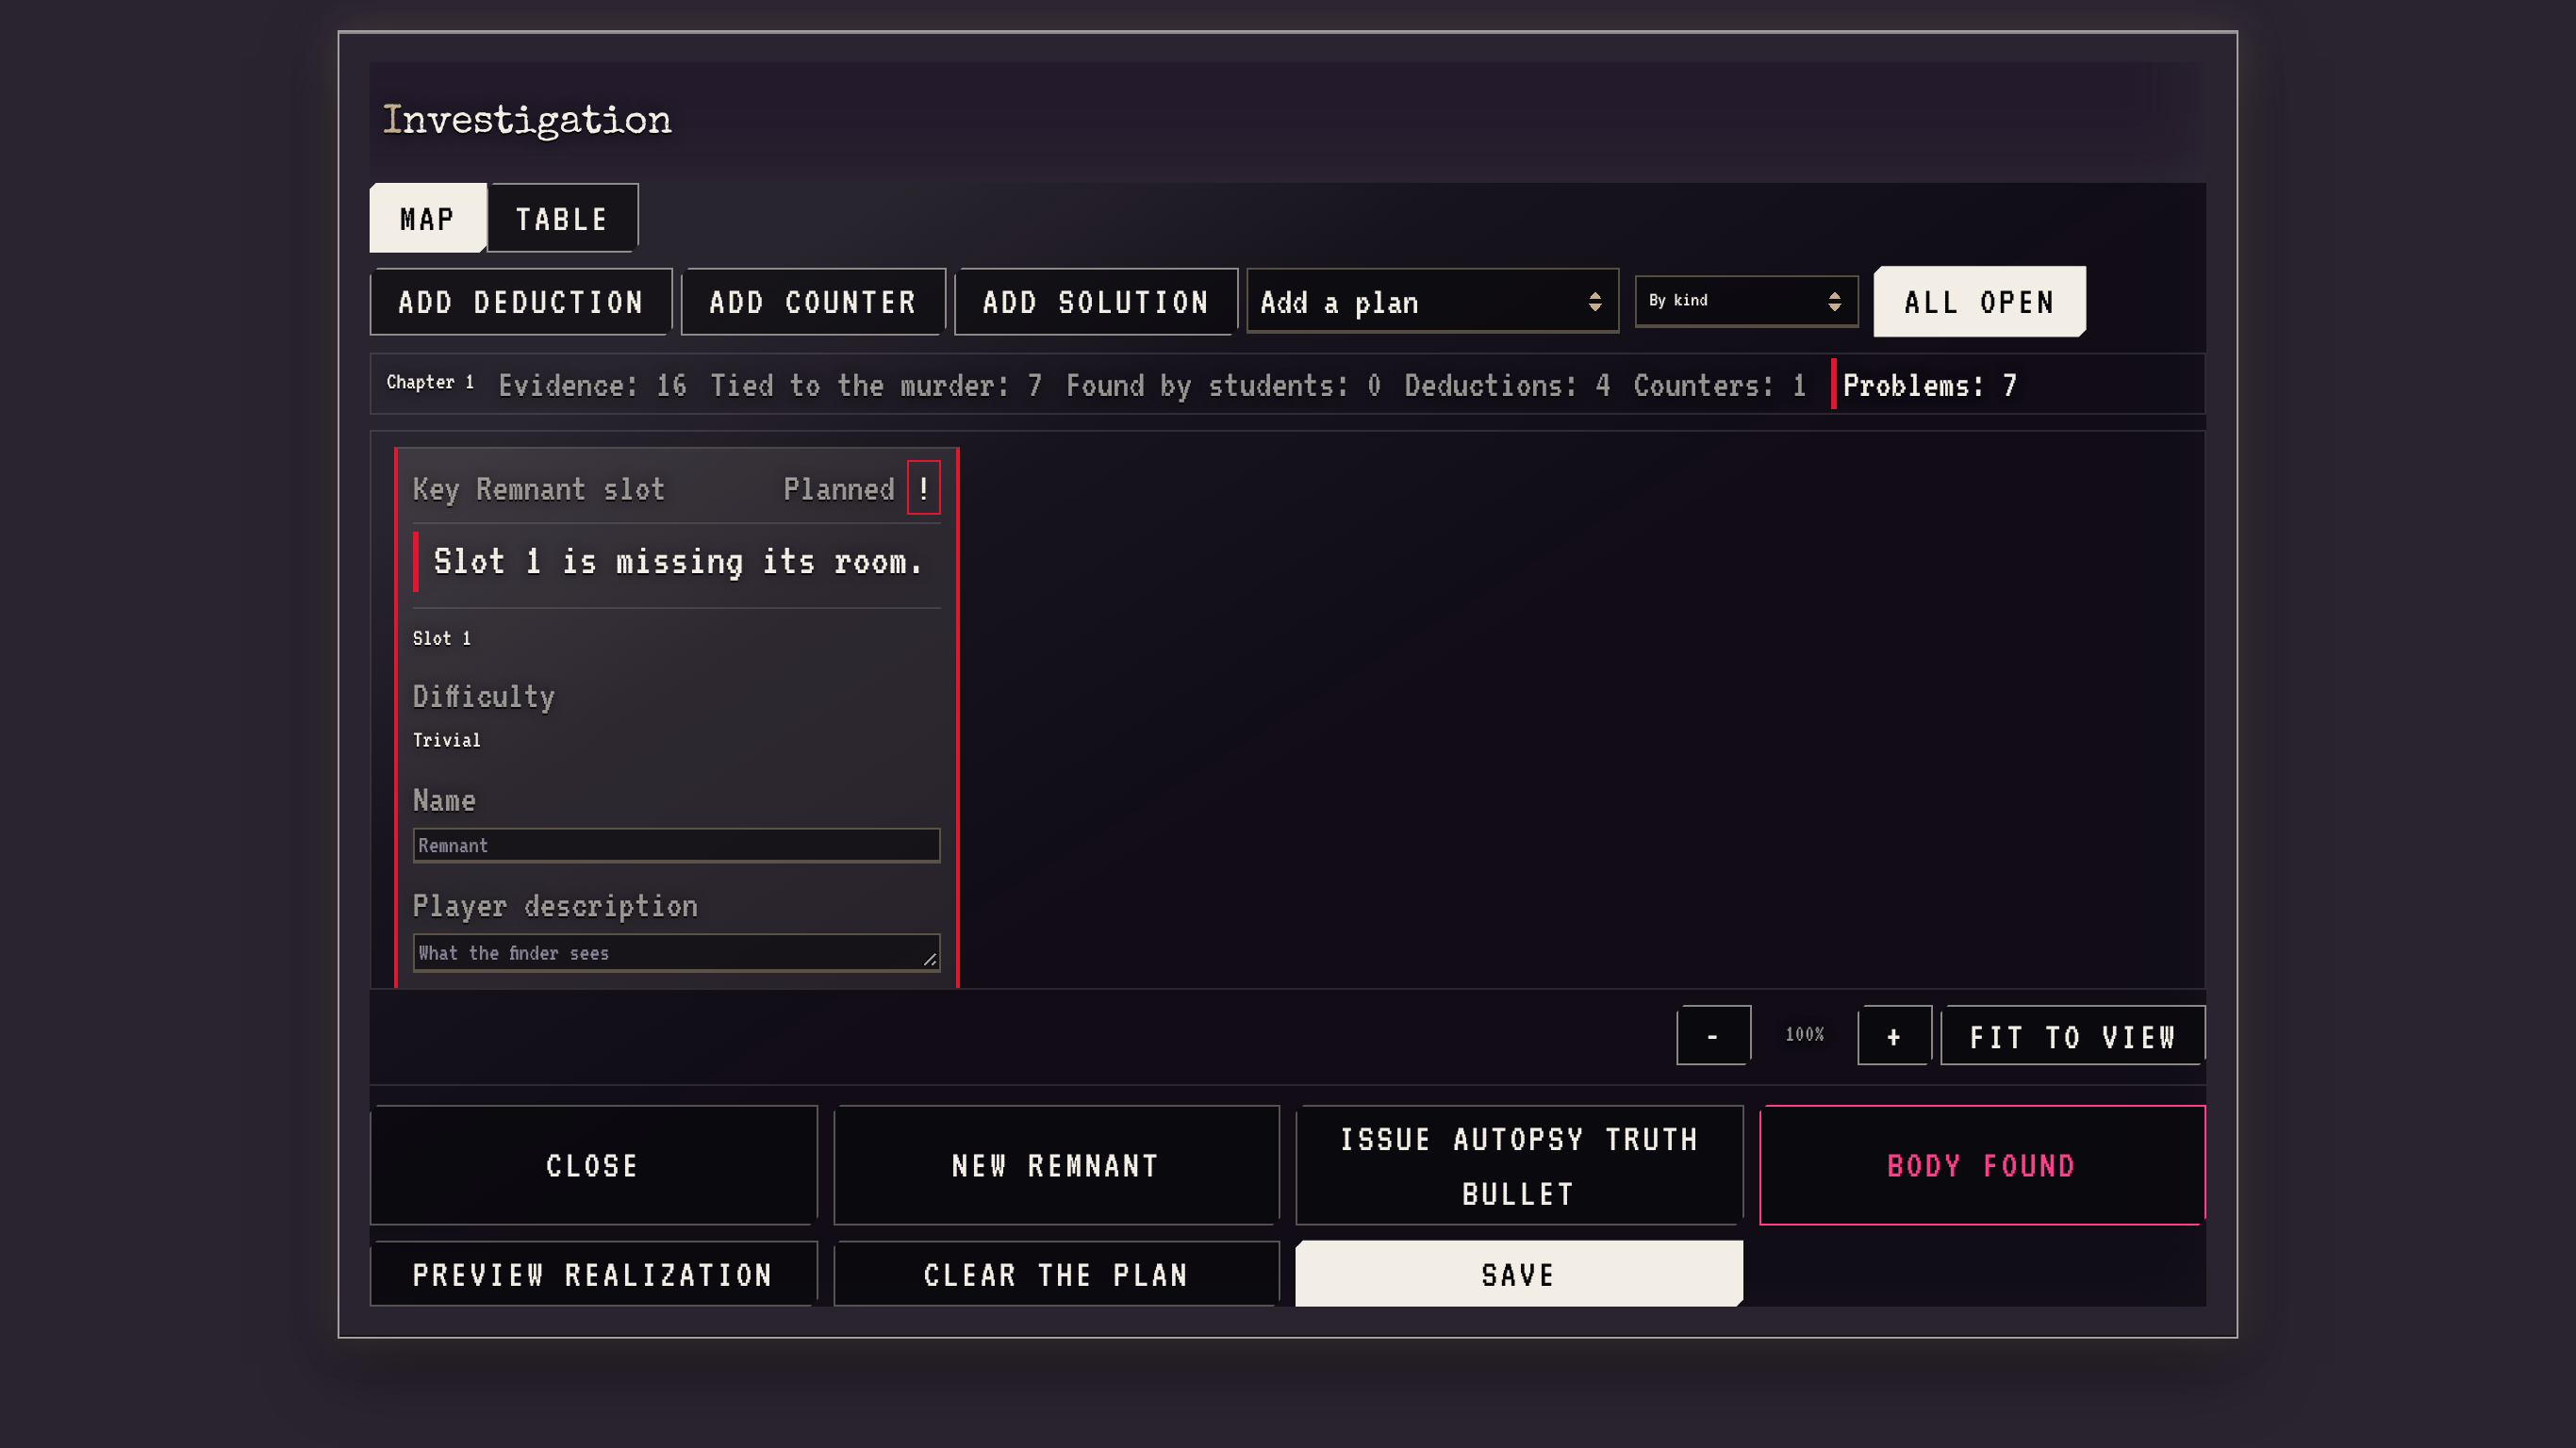 Investigation
MAP TABLE
ADD DEDUCTION ADD COUNTER ADD SOLUTION Add a plan By kind ALL OPEN
Chapter 1 Evidence: 16 Tied to the murder: 7 Found by students: 0 Deductions: 4 Counters: 1 Problems: 7
Key Remnant slot Planned !
Slot 1 is missing its room.
Slot 1
Difficulty
Trivial
Name
Remnant
Player description
What the finder sees
- 100% + FIT TO VIEW
CLOSE NEW REMNANT ISSUE AUTOPSY TRUTH BULLET BODY FOUND
PREVIEW REALIZATION CLEAR THE PLAN SAVE